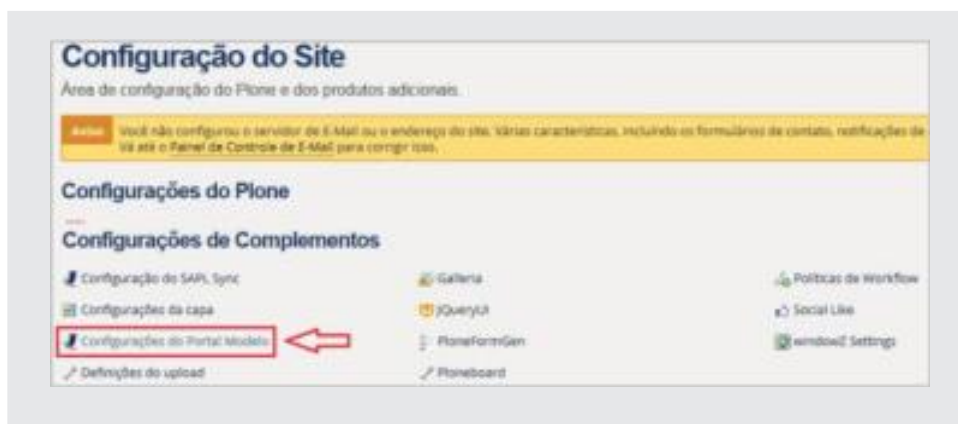 Configuração do Site
Área de configuração do Plone e dos produtos adicionais.
Aviso Você não configurou o servidor de E-Mail ou o endereço do site. Várias características, incluindo os formulários de contato, notificações de
Vá até o Painel de Controle de E-Mail para corrigir isso.
Configurações do Plone
Configurações de Complementos
Configuração do SAPL Sync Galleria Políticas de Workflow
Configurações da capa JQueryUI Social Like
Configurações do Portal Modelo PloneFormGen windowZ Settings
Definições do upload Ploneboard